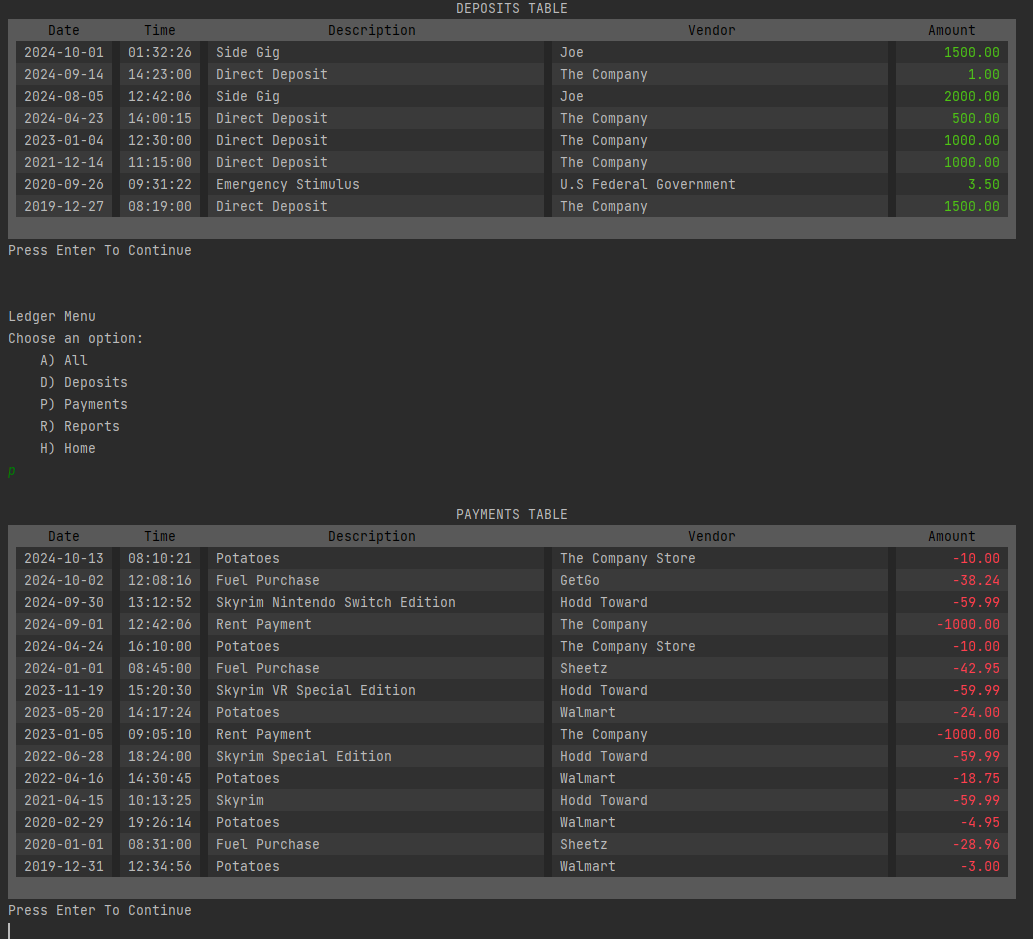 DEPOSITS TABLE
Date Time Description Vendor Amount
2024-10-01 01:32:26 Side Gig Joe 1500.00
2024-09-14 14:23:00 Direct Deposit The Company 1.00
2024-08-05 12:42:06 Side Gig Joe 2000.00
2024-04-23 14:00:15 Direct Deposit The Company 500.00
2023-01-04 12:30:00 Direct Deposit The Company 1000.00
2021-12-14 11:15:00 Direct Deposit The Company 1000.00
2020-09-26 09:31:22 Emergency Stimulus U.S Federal Government 3.50
2019-12-27 08:19:00 Direct Deposit The Company 1500.00
Press Enter To Continue
Ledger Menu
Choose an option:
A) All
D) Deposits
P) Payments
R) Reports
H) Home
p
PAYMENTS TABLE
Date Time Description Vendor Amount
2024-10-13 08:10:21 Potatoes The Company Store -10.00
2024-10-02 12:08:16 Fuel Purchase GetGo -38.24
2024-09-30 13:12:52 Skyrim Nintendo Switch Edition Hodd Toward -59.99
2024-09-01 12:42:06 Rent Payment The Company -1000.00
2024-04-24 16:10:00 Potatoes The Company Store -10.00
2024-01-01 08:45:00 Fuel Purchase Sheetz -42.95
2023-11-19 15:20:30 Skyrim VR Special Edition Hodd Toward -59.99
2023-05-20 14:17:24 Potatoes Walmart -24.00
2023-01-05 09:05:10 Rent Payment The Company -1000.00
2022-06-28 18:24:00 Skyrim Special Edition Hodd Toward -59.99
2022-04-16 14:30:45 Potatoes Walmart -18.75
2021-04-15 10:13:25 Skyrim Hodd Toward -59.99
2020-02-29 19:26:14 Potatoes Walmart -4.95
2020-01-01 08:31:00 Fuel Purchase Sheetz -28.96
2019-12-31 12:34:56 Potatoes Walmart -3.00
Press Enter To Continue